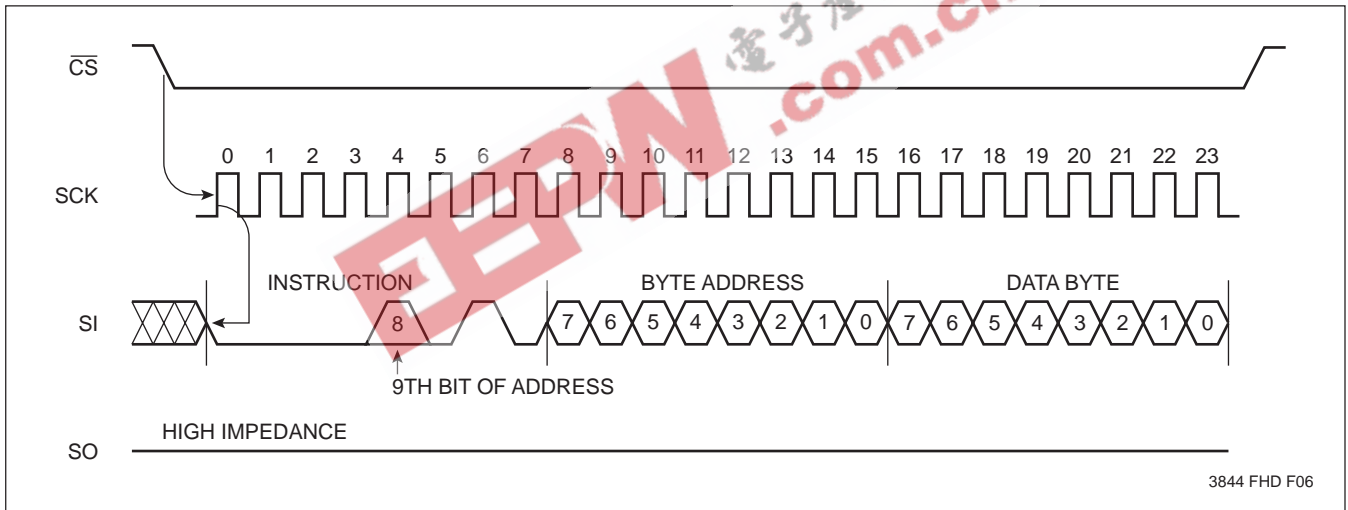 CS
0 1 2 3 4 5 6 7 8 9 10 11 12 13 14 15 16 17 18 19 20 21 22 23
SCK
INSTRUCTION BYTE ADDRESS DATA BYTE
SI 8 7 6 5 4 3 2 1 0 7 6 5 4 3 2 1 0
9TH BIT OF ADDRESS
HIGH IMPEDANCE
SO
3844 FHD F06
EEPW
.com.cn
電子